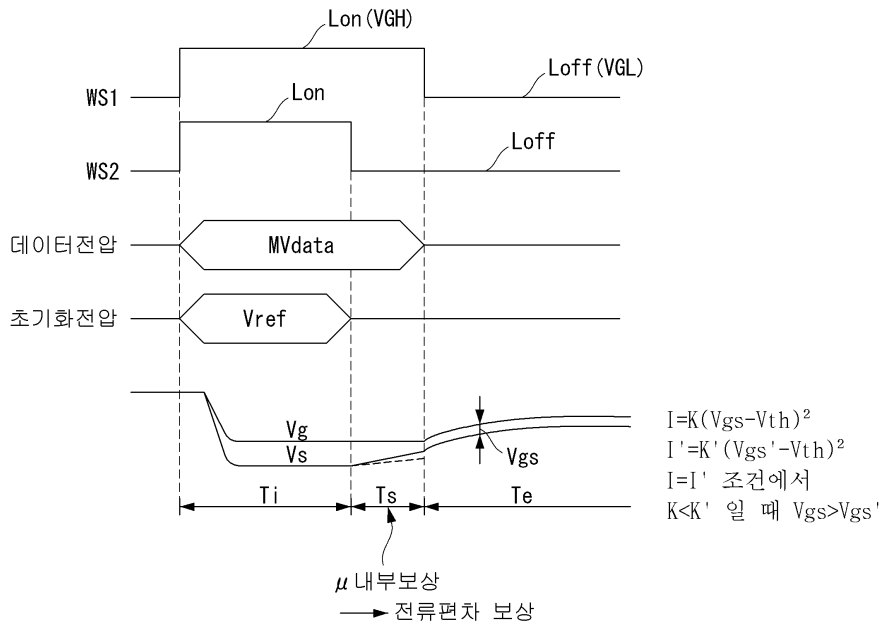 Lon(VGH)
WS1
Loff(VGL)
Lon
WS2
Loff
데이터전압
MVdata
초기화전압
Vref
Vg
Vs
Vgs
I=K(Vgs-Vth)²
I'=K'(Vgs'-Vth)²
I=I' 조건에서
K<K' 일 때 Vgs>Vgs'
Ti
Ts
Te
μ 내부보상
전류편차 보상